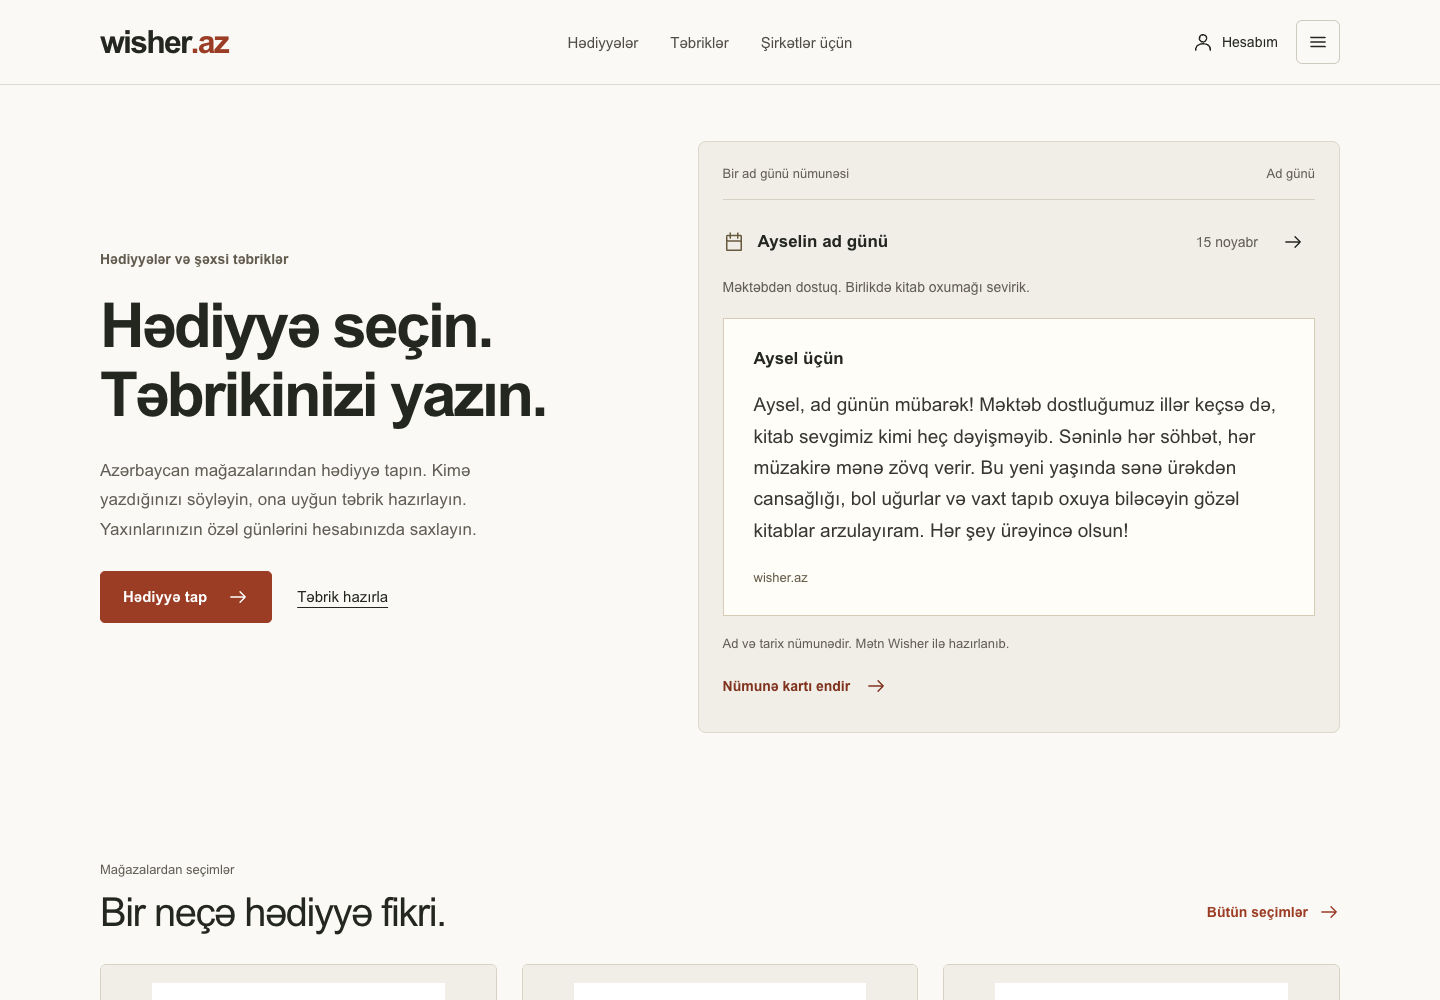 wisher.az
Hədiyyələr
Təbriklər
Şirkətlər üçün
Hesabım
Hədiyyələr və şəxsi təbriklər
Hədiyyə seçin.
Təbrikinizi yazın.
Azərbaycan mağazalarından hədiyyə tapın. Kimə
yazdığınızı söyləyin, ona uyğun təbrik hazırlayın.
Yaxınlarınızın özəl günlərini hesabınızda saxlayın.
Hədiyyə tap
Təbrik hazırla
Bir ad günü nümunəsi
Ad günü
Ayselin ad günü
15 noyabr
Məktəbdən dostuq. Birlikdə kitab oxumağı sevirik.
Aysel üçün
Aysel, ad günün mübarək! Məktəb dostluğumuz illər keçsə də,
kitab sevgimiz kimi heç dəyişməyib. Səninlə hər söhbət, hər
müzakirə mənə zövq verir. Bu yeni yaşında sənə ürəkdən
cansağlığı, bol uğurlar və vaxt tapıb oxuya biləcəyin gözəl
kitablar arzulayıram. Hər şey ürəyincə olsun!
wisher.az
Ad və tarix nümunədir. Mətn Wisher ilə hazırlanıb.
Nümunə kartı endir
Mağazalardan seçimlər
Bir neçə hədiyyə fikri.
Bütün seçimlər